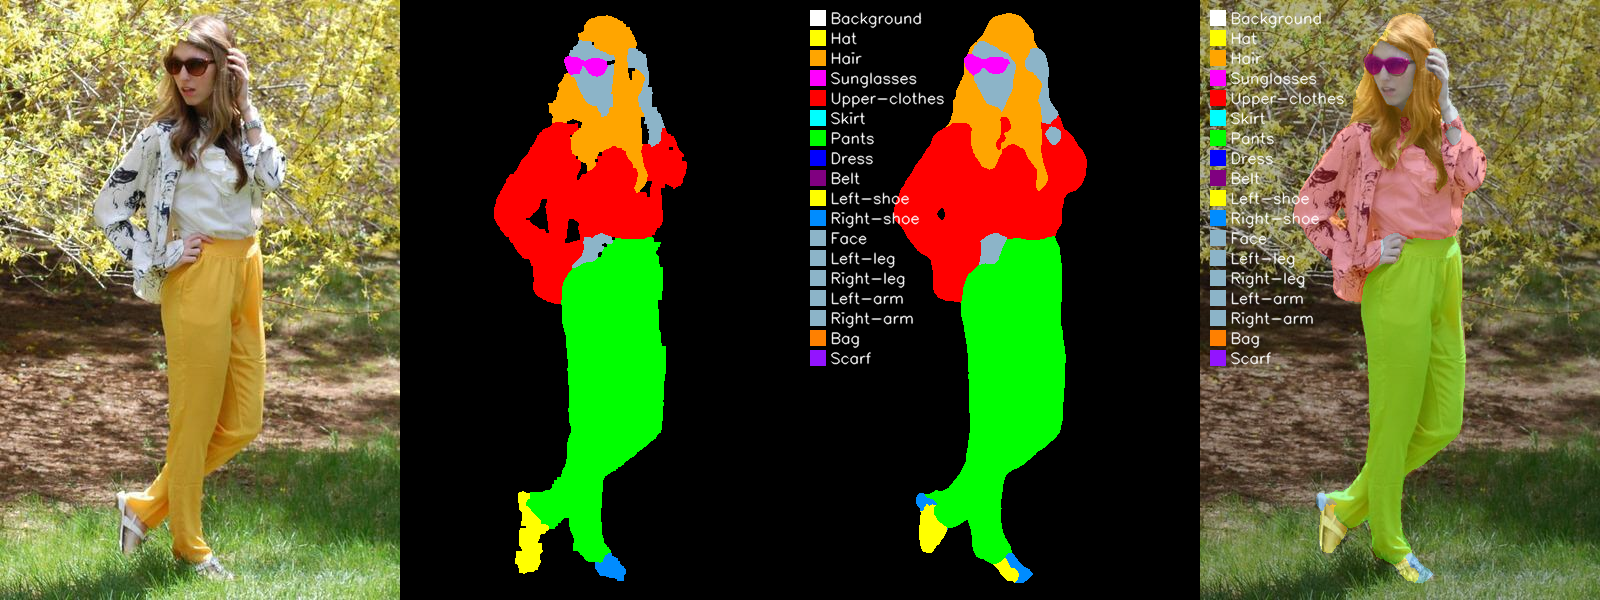 Background
Hat
Hair
Sunglasses
Upper-clothes
Skirt
Pants
Dress
Belt
Left-shoe
Right-shoe
Face
Left-leg
Right-leg
Left-arm
Right-arm
Bag
Scarf
Background
Hat
Hair
Sunglasses
Upper-clothes
Skirt
Pants
Dress
Belt
Left-shoe
Right-shoe
Face
Left-leg
Right-leg
Left-arm
Right-arm
Bag
Scarf